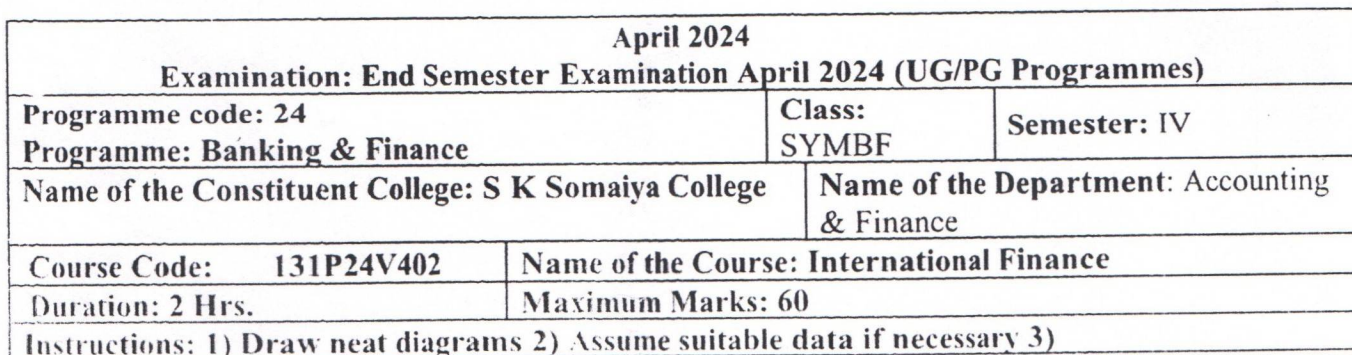 April 2024
Examination: End Semester Examination April 2024 (UG/PG Programmes)
Programme code: 24
Programme: Banking & Finance
Class:
SYMBF
Semester: IV
Name of the Constituent College: S K Somaiya College
Name of the Department: Accounting
& Finance
Course Code: 131P24V402
Name of the Course: International Finance
Duration: 2 Hrs.
Maximum Marks: 60
Instructions: 1) Draw neat diagrams 2) Assume suitable data if necessary 3)